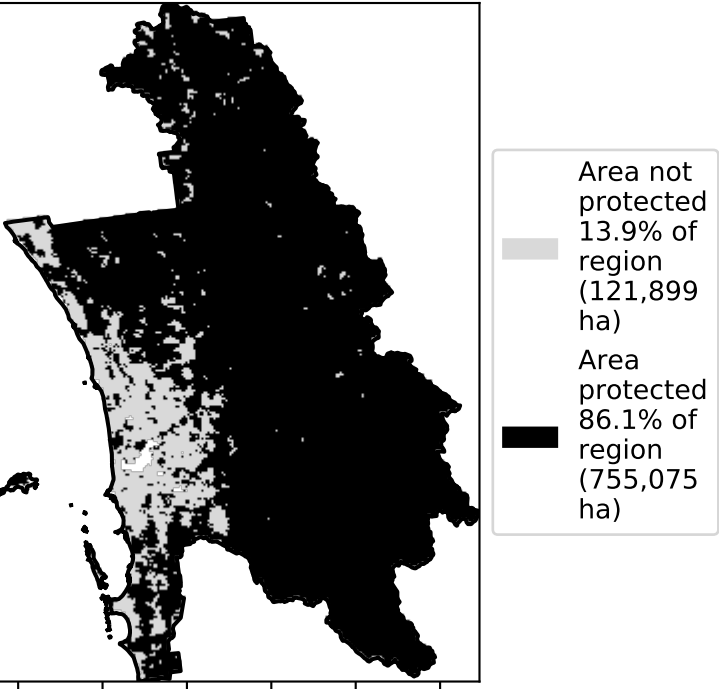 Area not
protected
13.9% of
region
(121,899
ha)
Area
protected
86.1% of
region
(755,075
ha)